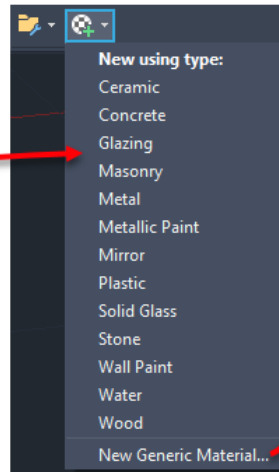 New using type:
Ceramic
Concrete
Glazing
Masonry
Metal
Metallic Paint
Mirror
Plastic
Solid Glass
Stone
Wall Paint
Water
Wood
New Generic Material...